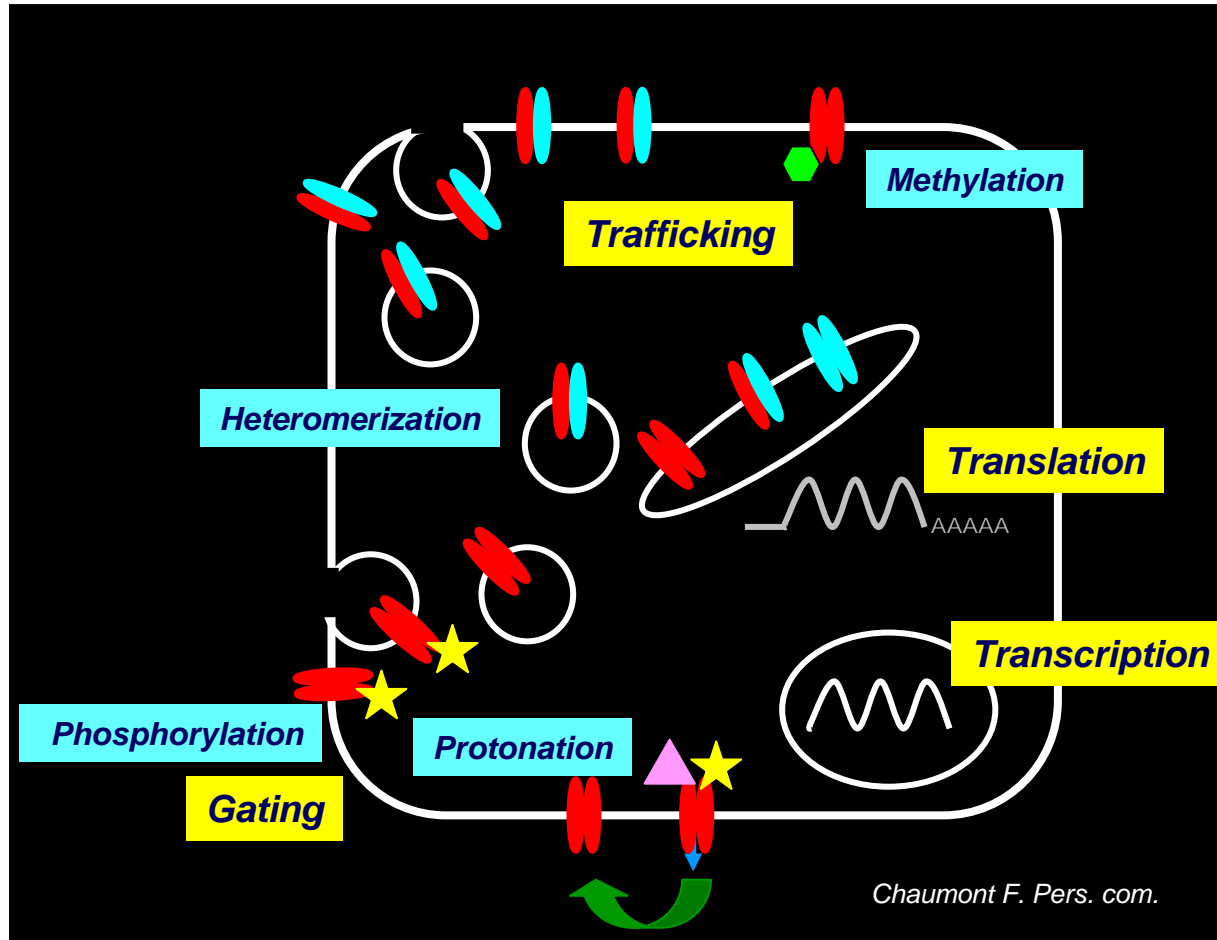 Methylation
Trafficking
Heteromerization
Translation
AAAAA
Transcription
Phosphorylation
Protonation
Gating
Chaumont F. Pers. com.